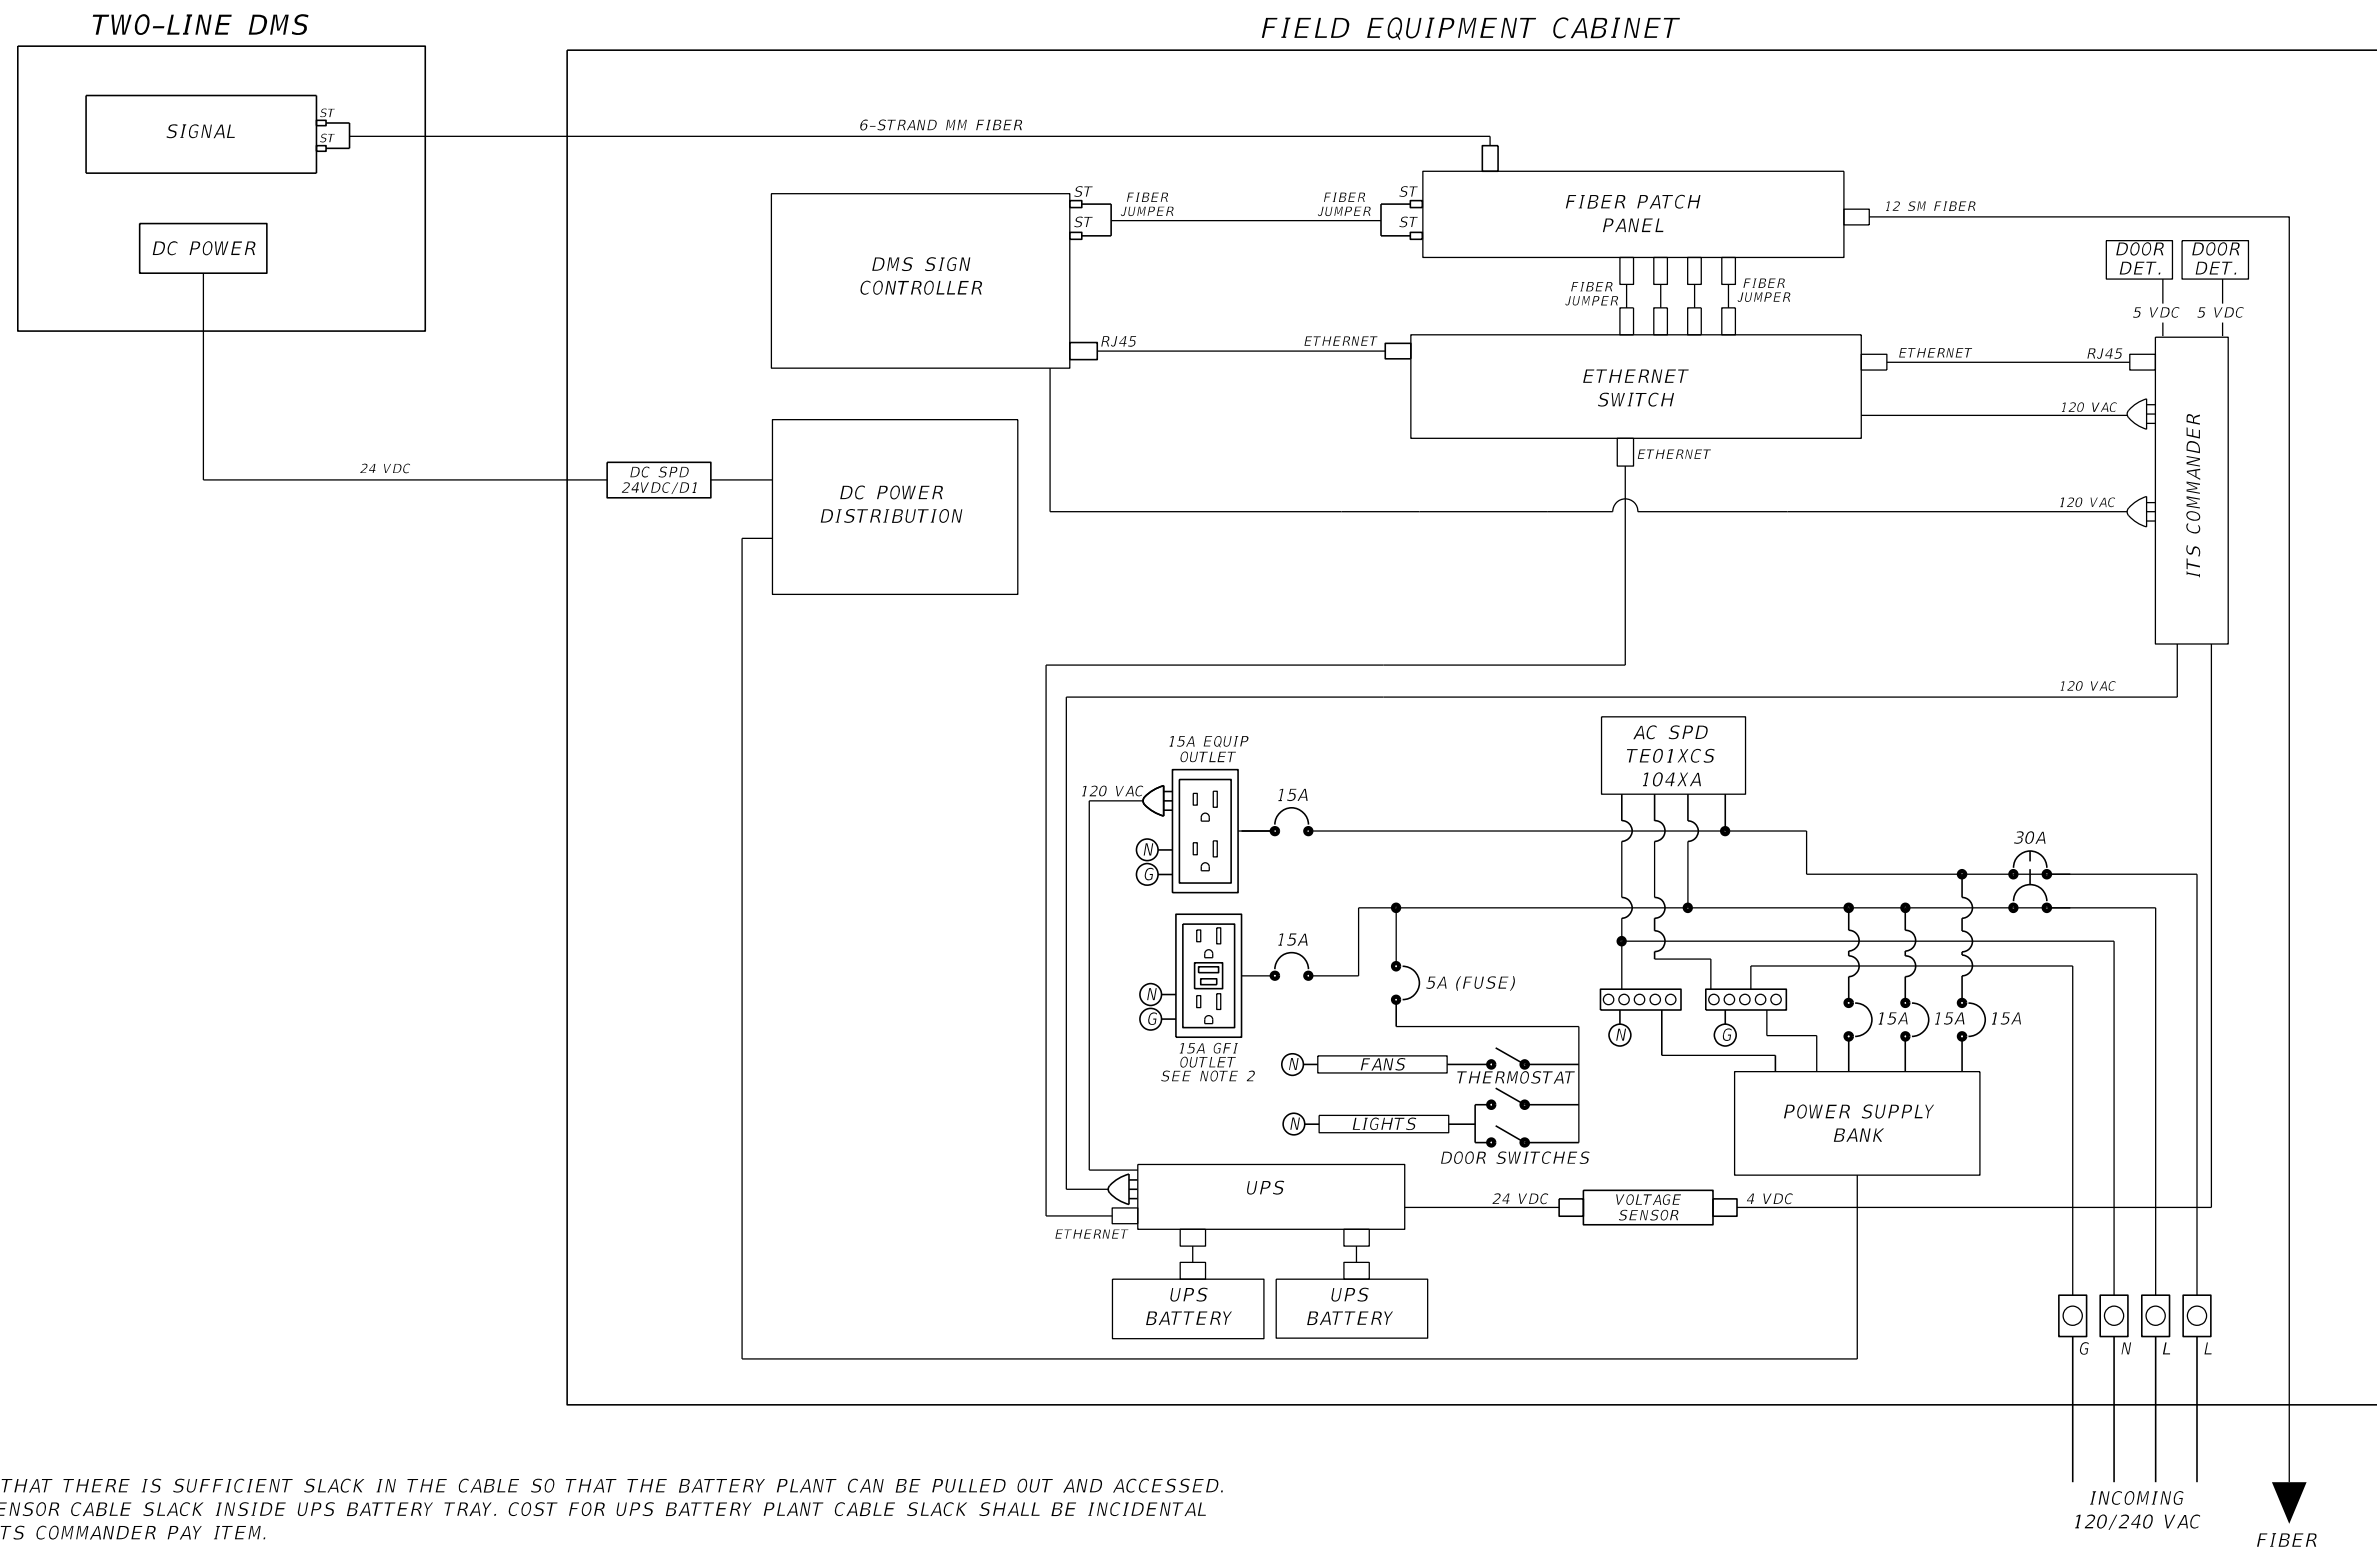 TWO-LINE DMS
FIELD EQUIPMENT CABINET
SIGNAL
ST
ST
DC POWER
6-STRAND MM FIBER
DMS SIGN
CONTROLLER
ST
ST
FIBER
JUMPER
FIBER
JUMPER
ST
ST
FIBER PATCH
PANEL
12 SM FIBER
DOOR
DET.
DOOR
DET.
5 VDC
5 VDC
FIBER
JUMPER
FIBER
JUMPER
RJ45
ETHERNET
ETHERNET
SWITCH
ETHERNET
RJ45
120 VAC
ETHERNET
120 VAC
ITS COMMANDER
24 VDC
DC SPD
24VDC/D1
DC POWER
DISTRIBUTION
120 VAC
15A EQUIP
OUTLET
120 VAC
N
G
15A
AC SPD
TE01XCS
104XA
30A
15A
N
G
15A GFI
OUTLET
SEE NOTE 2
5A (FUSE)
N
G
15A
15A
15A
N
FANS
THERMOSTAT
N
LIGHTS
DOOR SWITCHES
POWER SUPPLY
BANK
UPS
ETHERNET
24 VDC
VOLTAGE
SENSOR
4 VDC
UPS
BATTERY
UPS
BATTERY
G
N
L
L
INCOMING
120/240 VAC
FIBER
THAT THERE IS SUFFICIENT SLACK IN THE CABLE SO THAT THE BATTERY PLANT CAN BE PULLED OUT AND ACCESSED.
ENSOR CABLE SLACK INSIDE UPS BATTERY TRAY. COST FOR UPS BATTERY PLANT CABLE SLACK SHALL BE INCIDENTAL
TS COMMANDER PAY ITEM.